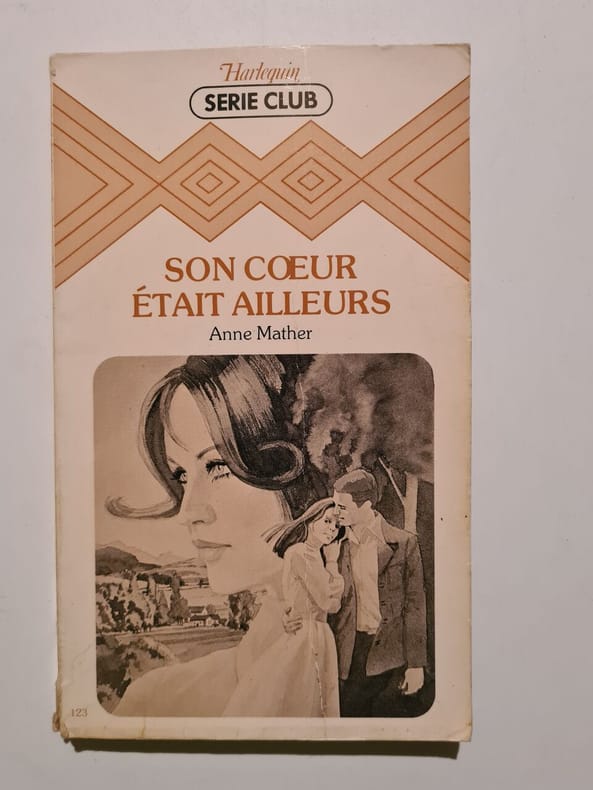 Harlequin
SERIE CLUB
SON CŒUR
ÉTAIT AILLEURS
Anne Mather
123